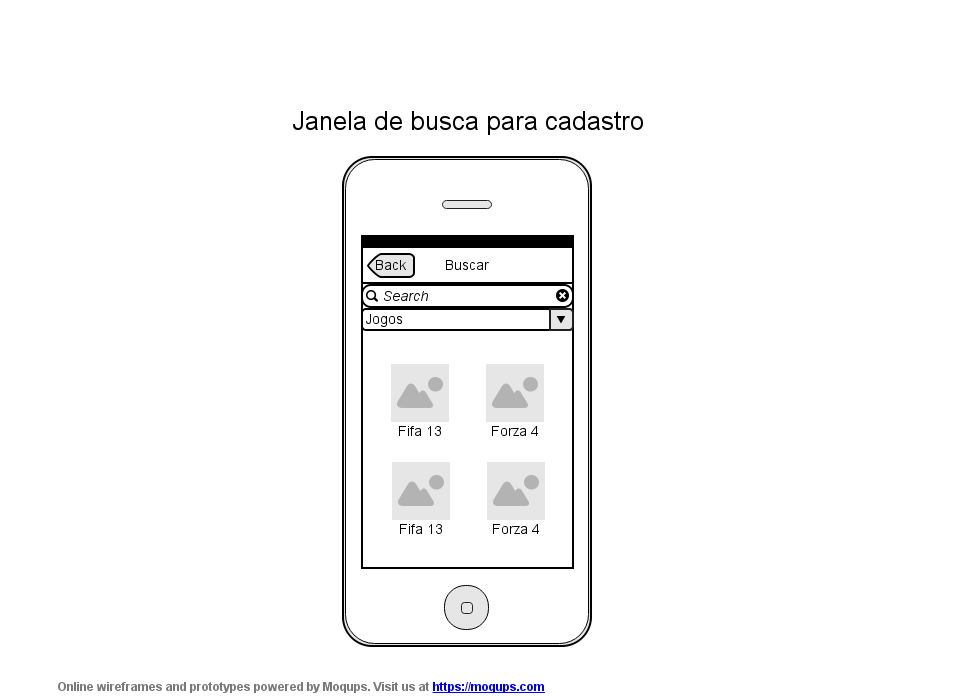 Janela de busca para cadastro
Back Buscar
Search
Jogos
Fifa 13 Forza 4
Fifa 13 Forza 4
Online wireframes and prototypes powered by Moqups. Visit us at https://moqups.com